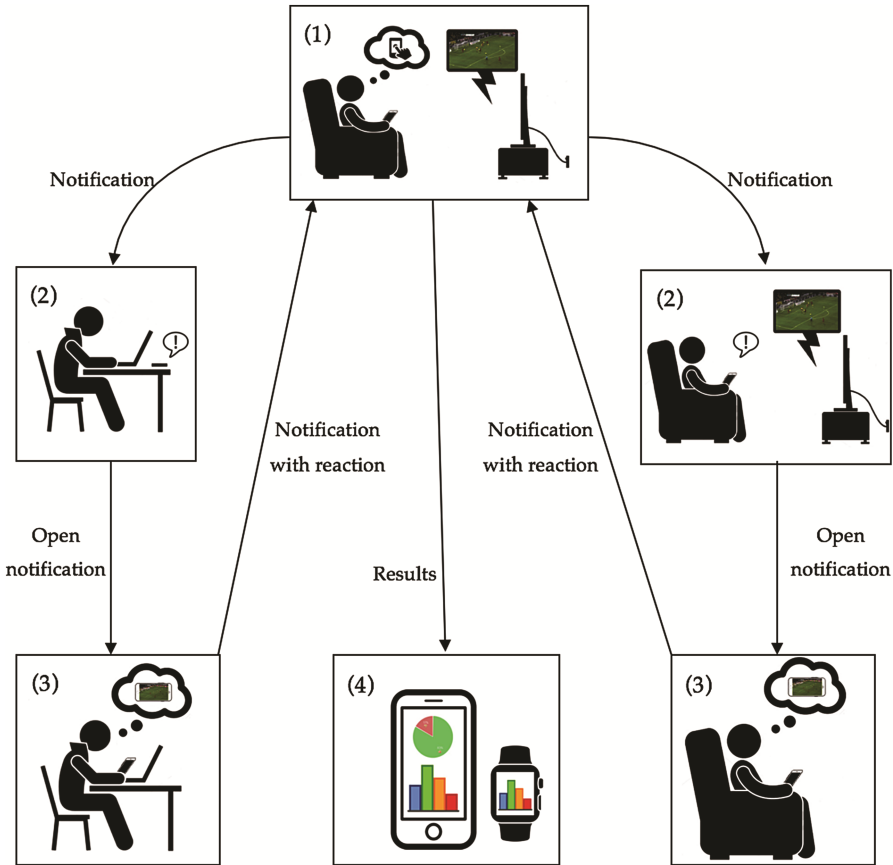 (1)
Notification
Notification
(2)
!
(2)
!
Notification
with reaction
Notification
with reaction
Open
notification
Results
Open
notification
(3)
(4)
(3)